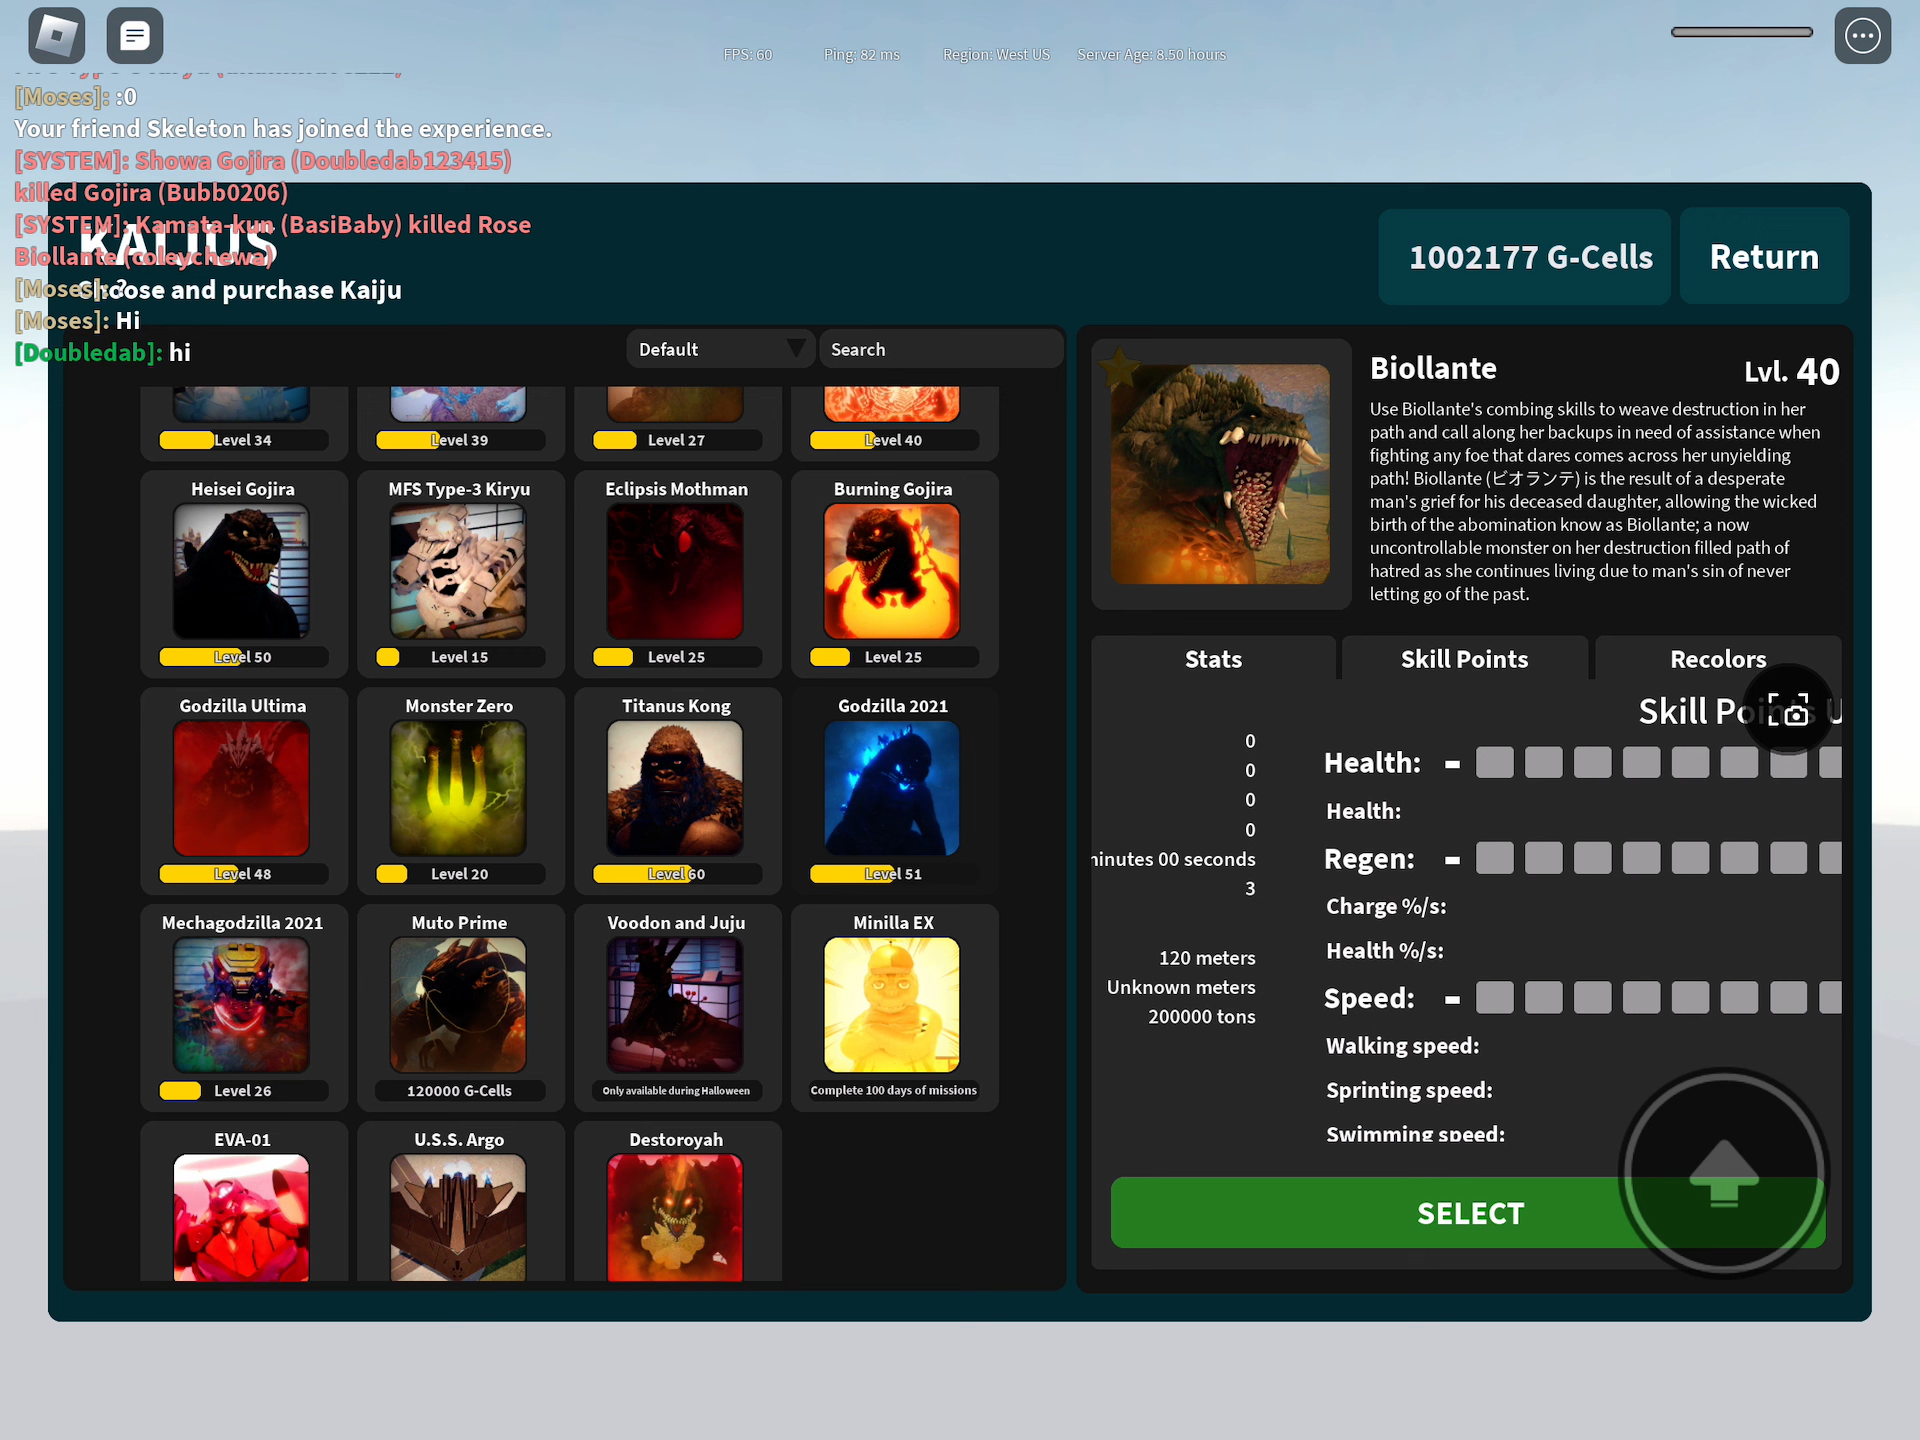 FPS: 60
Ping: 82 ms
Region: West US
Server Age: 8.50 hours
[Moses]: :0
Your friend Skeleton has joined the experience.
[SYSTEM]: Showa Gojira (Doubledab123415)
killed Gojira (Bubb0206)
[SYSTEM]: Kamata-kun (BasiBaby) killed Rose
Biollante (coleychewa)
[Moses]: ?
[Moses]: Hi
[Doubledab]: hi
KAIJUS
Choose and purchase Kaiju
1002177 G-Cells
Return
Default
Search
Level 34
Level 39
Level 27
Level 40
Heisei Gojira
MFS Type-3 Kiryu
Eclipsis Mothman
Burning Gojira
Level 50
Level 15
Level 25
Level 25
Godzilla Ultima
Monster Zero
Titanus Kong
Godzilla 2021
Level 48
Level 20
Level 60
Level 51
Mechagodzilla 2021
Muto Prime
Voodon and Juju
Minilla EX
Level 26
120000 G-Cells
Only available during Halloween
Complete 100 days of missions
EVA-01
U.S.S. Argo
Destoroyah
Biollante
Lvl. 40
Use Biollante's combing skills to weave destruction in her
path and call along her backups in need of assistance when
fighting any foe that dares comes across her unyielding
path! Biollante (ビオランテ) is the result of a desperate
man's grief for his deceased daughter, allowing the wicked
birth of the abomination know as Biollante; a now
uncontrollable monster on her destruction filled path of
hatred as she continues living due to man's sin of never
letting go of the past.
Stats
Skill Points
Recolors
0
0
0
0
minutes 00 seconds
3
120 meters
Unknown meters
200000 tons
Skill Points U
Health: -
Health:
Regen: -
Charge %/s:
Health %/s:
Speed: -
Walking speed:
Sprinting speed:
Swimming speed:
SELECT